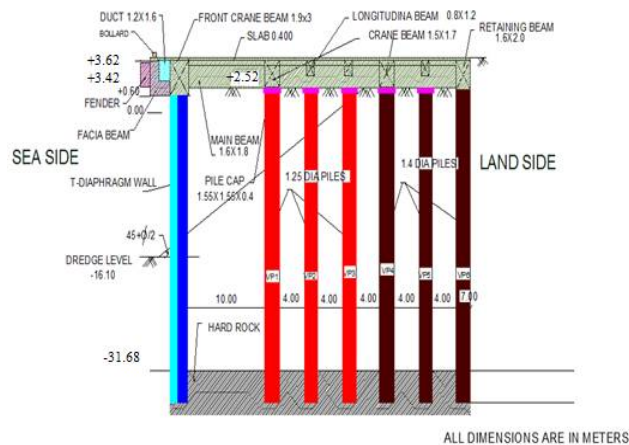 DUCT 1.2X1.6
FRONT CRANE BEAM 1.9x3
LONGITUDINA BEAM 0.8X1.2
RETAINING BEAM
1.6X2.0
BOLLARD
SLAB 0.400
CRANE BEAM 1.5X1.7
+3.62
+3.42
+2.52
+0.60
FENDER
0.00
FACIA BEAM
MAIN BEAM
1.6X1.8
SEA SIDE
LAND SIDE
T-DIAPHRAGM WALL
PILE CAP
1.55X1.55X0.4
1.25 DIA PILES
1.4 DIA PILES
45+∅/2
DREDGE LEVEL
-16.10
VP1
VP2
VP3
VP4
VP5
VP6
10.00
4.00
4.00
4.00
4.00
4.00
7.00
HARD ROCK
-31.68
ALL DIMENSIONS ARE IN METERS